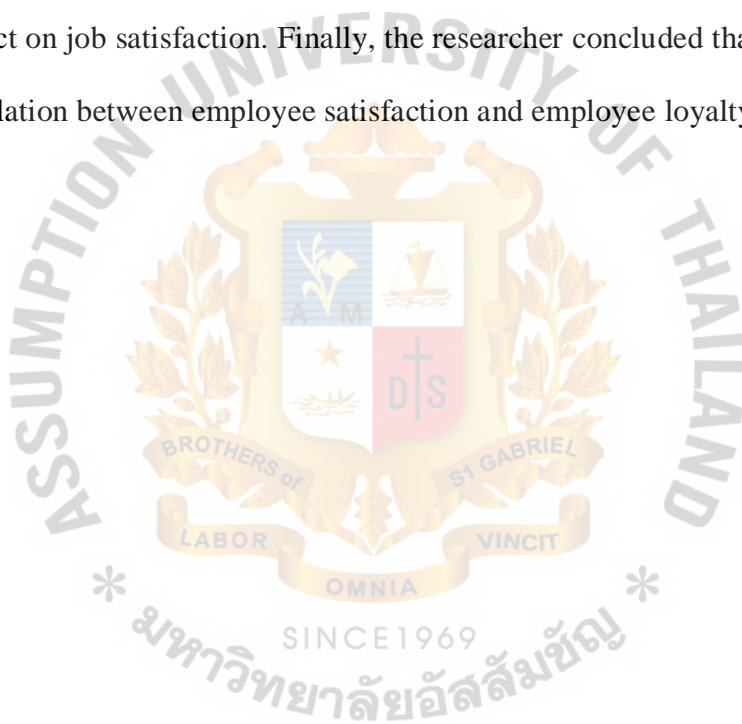 ct on job satisfaction. Finally, the researcher concluded tha
lation between employee satisfaction and employee loyalty
ASSUMPTION UNIVERSITY OF THAILAND
A M
D S
BROTHERS of St GABRIEL
LABOR
VINCIT
OMNIA
SINCE 1969
* มหาวิทยาลัยอัสสัมชัญ *